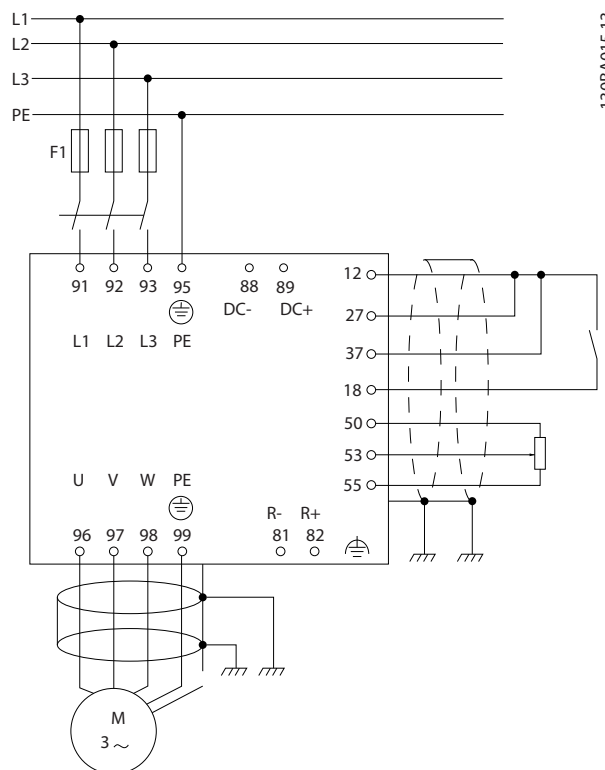 L1
L2
L3
PE
F1
91 92 93 95 88 89
DC- DC+
L1 L2 L3 PE
12
27
37
18
50
53
55
U V W PE
R- R+
96 97 98 99 81 82
M
3 ~